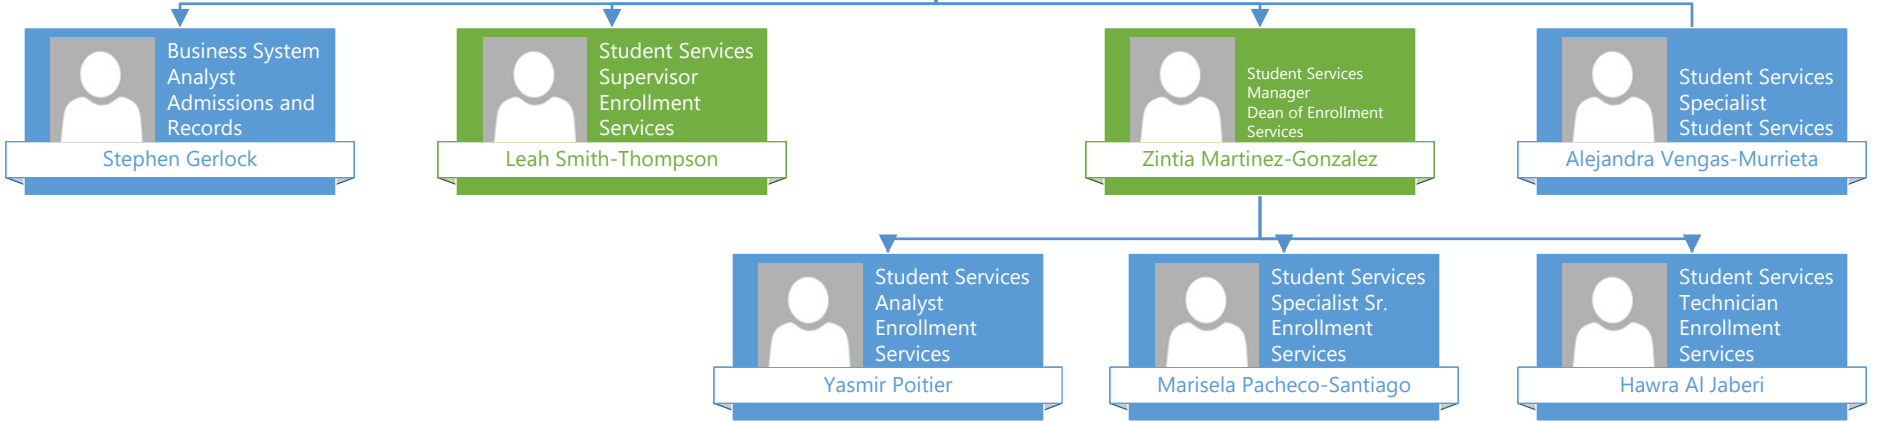 Business System
Analyst
Admissions and
Records
Stephen Gerlock
Student Services
Supervisor
Enrollment
Services
Leah Smith-Thompson
Student Services
Manager
Dean of Enrollment
Services
Zintia Martinez-Gonzalez
Student Services
Specialist
Student Services
Alejandra Vengas-Murrieta
Student Services
Analyst
Enrollment
Services
Yasmir Poitier
Student Services
Specialist Sr.
Enrollment
Services
Marisela Pacheco-Santiago
Student Services
Technician
Enrollment
Services
Hawra Al Jaberi